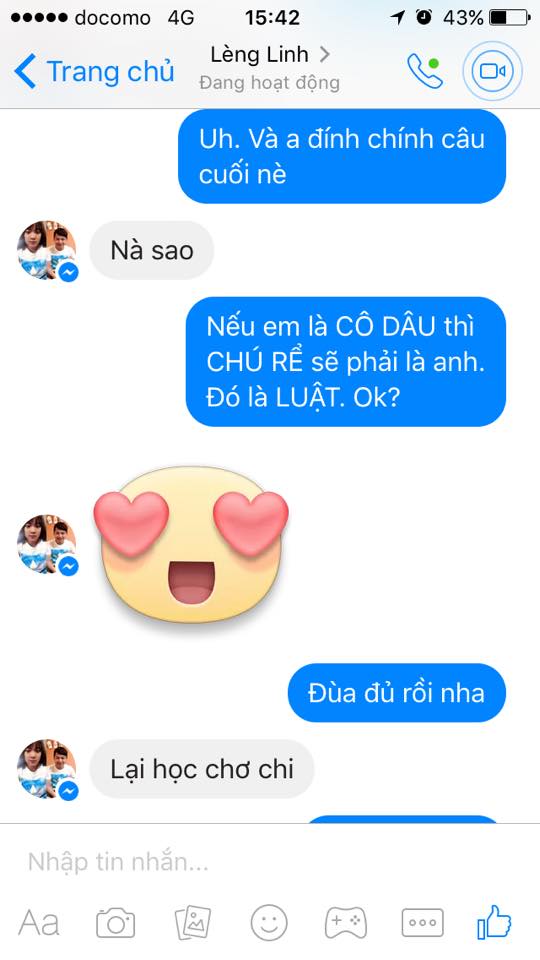 docomo 4G 15:42 43%
Trang chủ
Lèng Linh
Đang hoạt động
Uh. Và a đính chính câu
cuối nè
Nà sao
Nếu em là CÔ DÂU thì
CHÚ RỂ sẽ phải là anh.
Đó là LUẬT. Ok?
Đùa đủ rồi nha
Lại học chơ chi
Nhập tin nhắn...
Aa